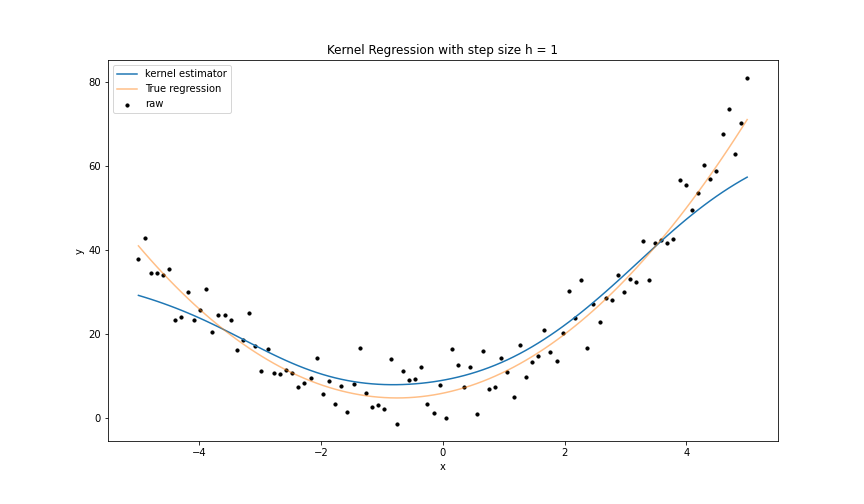 Kernel Regression with step size h = 1
kernel estimator
True regression
raw
80
60
40
20
0
y
−4
−2
0
2
4
x